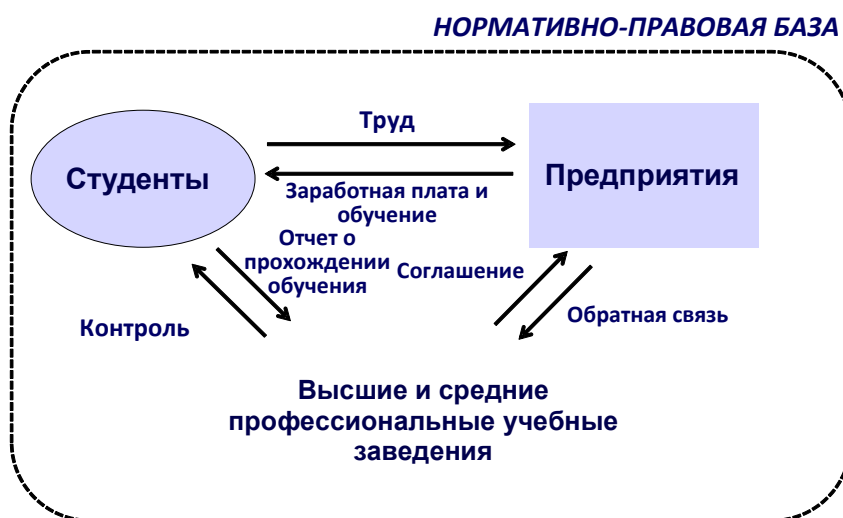 НОРМАТИВНО-ПРАВОВАЯ БАЗА
Труд
Студенты
Предприятия
Заработная плата и
обучение
Отчет о
прохождении
обучения
Соглашение
Контроль
Обратная связь
Высшие и средние
профессиональные учебные
заведения